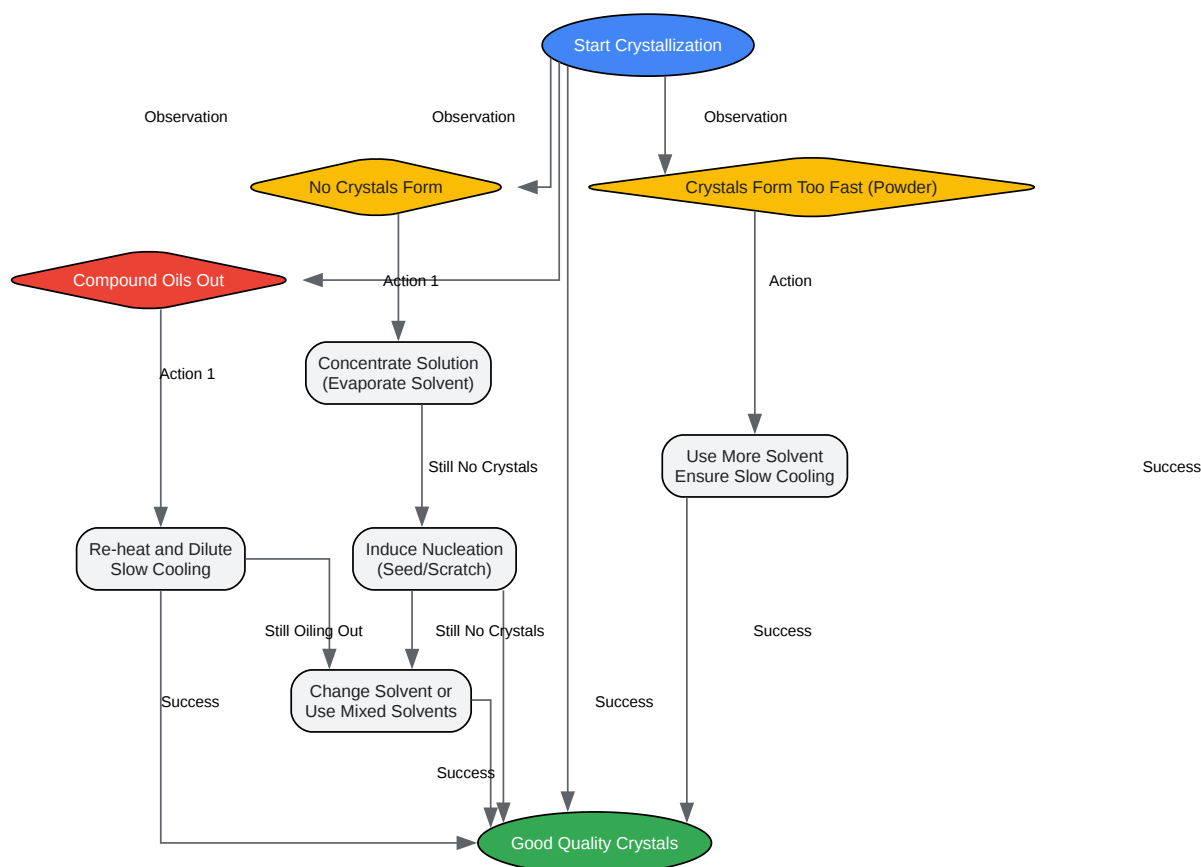 Start Crystallization
Observation
Observation
Observation
No Crystals Form
Crystals Form Too Fast (Powder)
Compound Oils Out
Action 1
Action
Concentrate Solution
(Evaporate Solvent)
Action 1
Use More Solvent
Ensure Slow Cooling
Still No Crystals
Success
Re-heat and Dilute
Slow Cooling
Induce Nucleation
(Seed/Scratch)
Still Oiling Out
Still No Crystals
Success
Change Solvent or
Use Mixed Solvents
Success
Success
Success
Good Quality Crystals